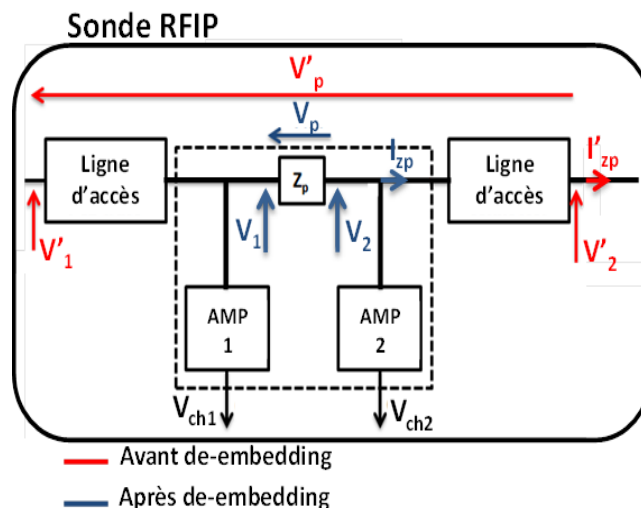 Sonde RFIP
V'p
Vp
Ligne
d'accès
Zp
Izp
Ligne
d'accès
I'zp
V'1
V1
V2
V'2
AMP
1
AMP
2
Vch1
Vch2
Avant de-embedding
Après de-embedding